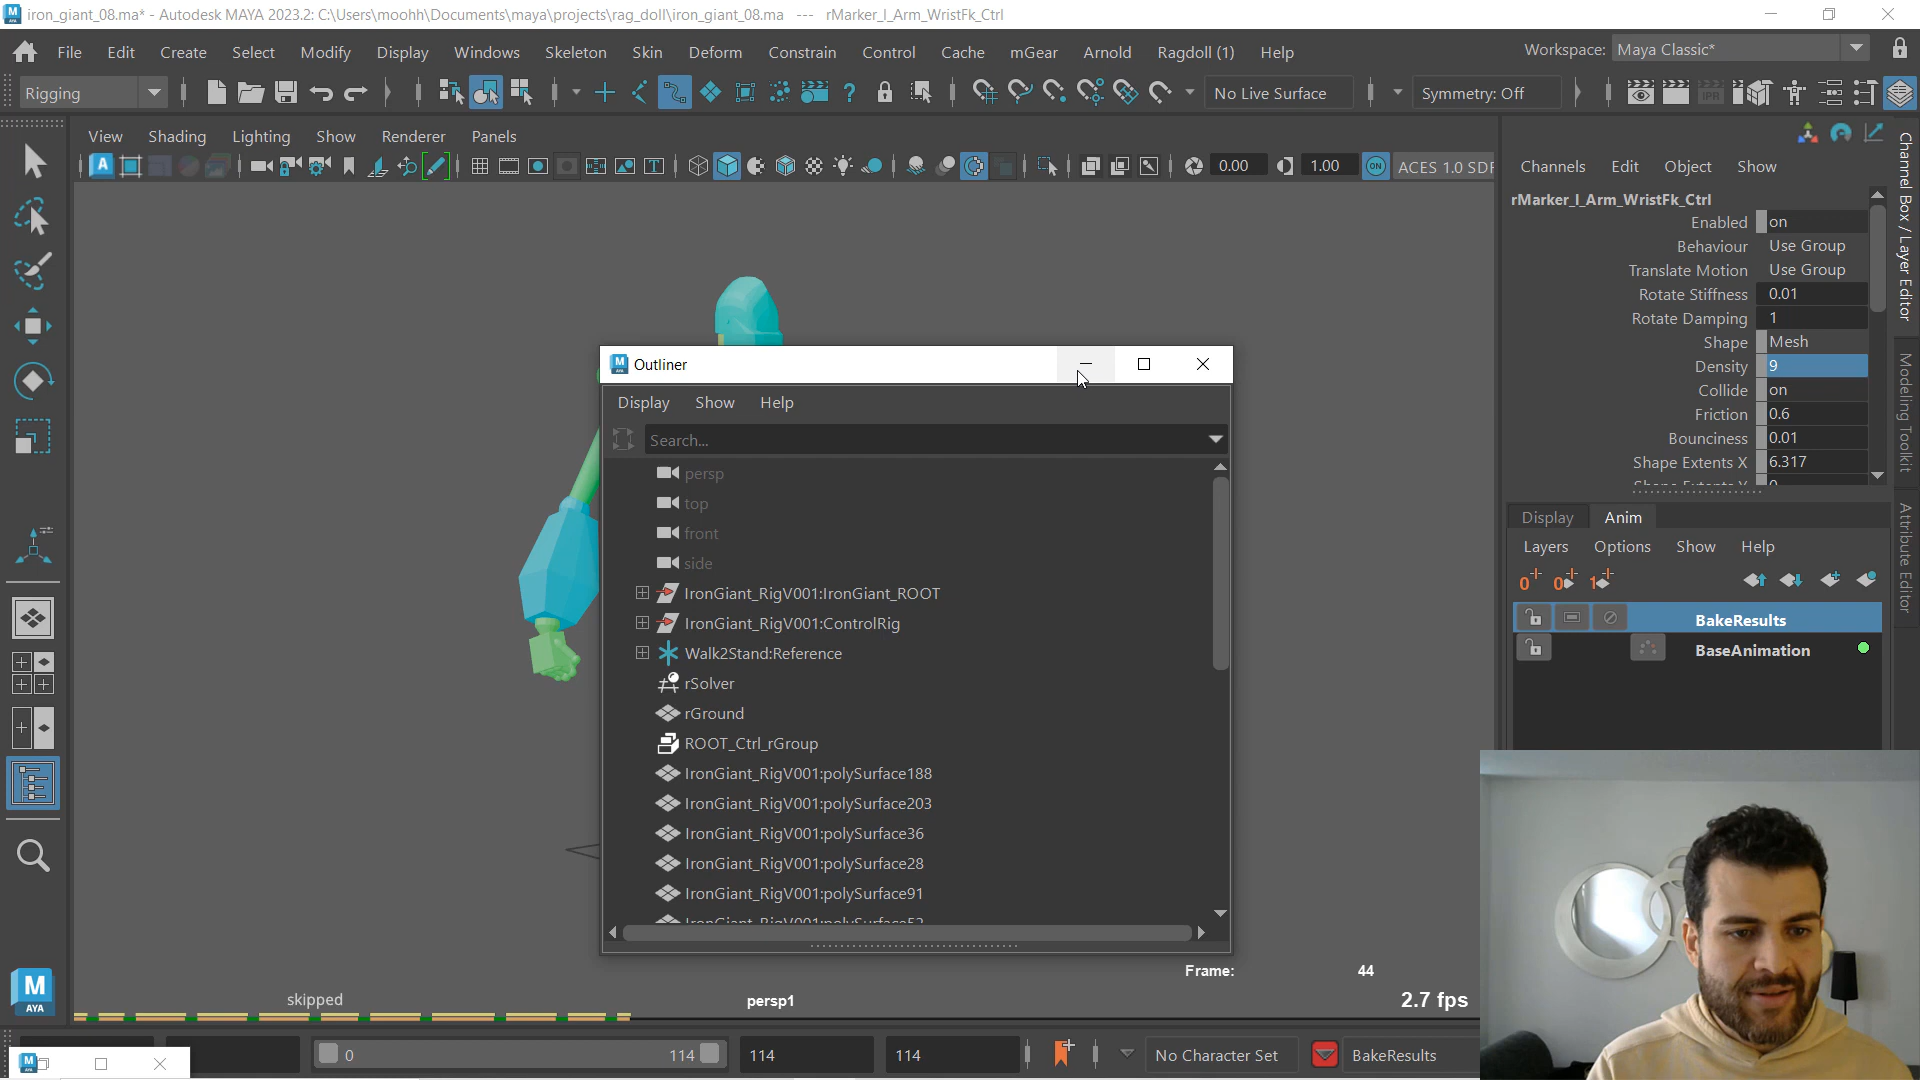 iron_giant_08.ma* - Autodesk MAYA 2023.2: C:\Users\moohh\Documents\maya\projects\rag_doll\iron_giant_08.ma --- rMarker_l_Arm_WristFk_Ctrl
File Edit Create Select Modify Display Windows Skeleton Skin Deform Constrain Control Cache mGear Arnold Ragdoll (1) Help
Workspace: Maya Classic*
Rigging
No Live Surface
Symmetry: Off
IPR
View Shading Lighting Show Renderer Panels
0.00
1.00
ON
ACES 1.0 SDR
Channels Edit Object Show
rMarker_l_Arm_WristFk_Ctrl
Enabled on
Behaviour Use Group
Translate Motion Use Group
Rotate Stiffness 0.01
Rotate Damping 1
Shape Mesh
Density 9
Collide on
Friction 0.6
Bounciness 0.01
Shape Extents X 6.317
Channel Box / Layer Editor
Modeling Toolkit
Attribute Editor
Outliner
Display Show Help
Search...
persp
top
front
side
IronGiant_RigV001:IronGiant_ROOT
IronGiant_RigV001:ControlRig
Walk2Stand:Reference
rSolver
rGround
ROOT_Ctrl_rGroup
IronGiant_RigV001:polySurface188
IronGiant_RigV001:polySurface203
IronGiant_RigV001:polySurface36
IronGiant_RigV001:polySurface28
IronGiant_RigV001:polySurface91
Display Anim
Layers Options Show Help
BakeResults
BaseAnimation
Frame: 44
skipped
persp1
2.7 fps
M
AYA
0
114
114
114
No Character Set
BakeResults